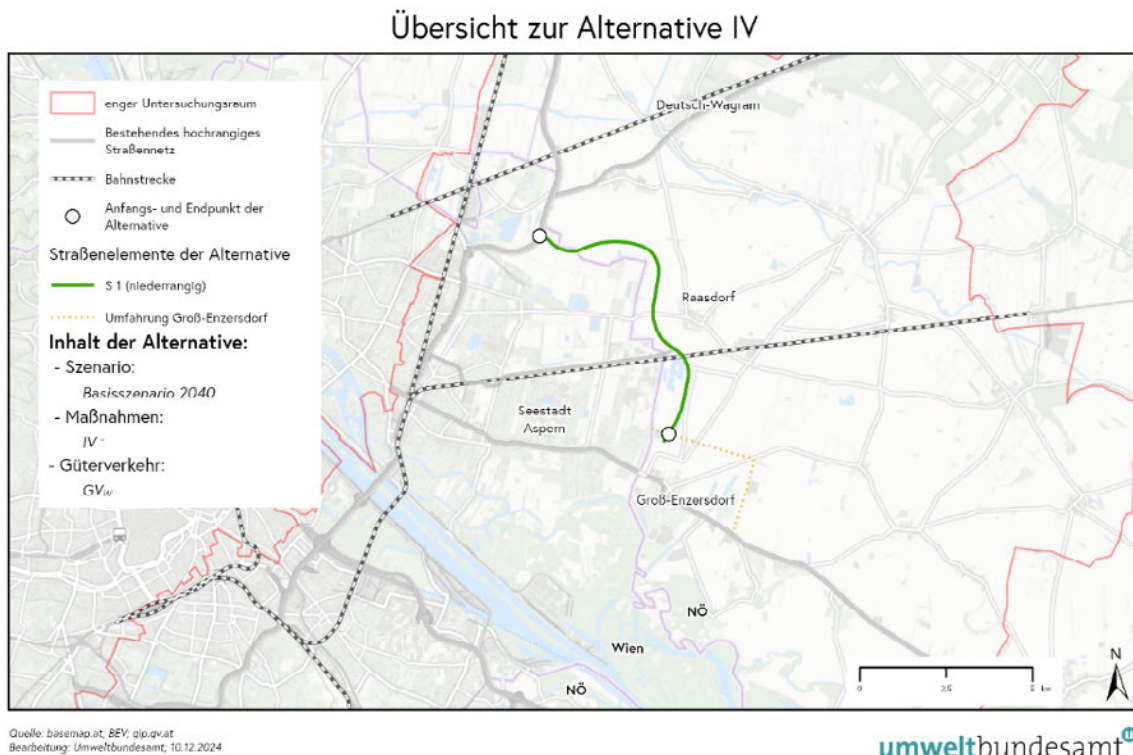 Übersicht zur Alternative IV
enger Untersuchungsraum
Bestehendes hochrangiges
Straßennetz
Bahnstrecke
Anfangs- und Endpunkt der
Alternative
Straßenelemente der Alternative
S 1 (niederrangig)
Umfahrung Groß-Enzersdorf
Inhalt der Alternative:
- Szenario:
Basisszenario 2040
- Maßnahmen:
IV -
- Güterverkehr:
GVw
Deutsch-Wagram
Raasdorf
Seestadt
Aspern
Groß-Enzersdorf
NÖ
Wien
NÖ
N
0 2,5 5 km
Quelle: basemap.at; BEV; gip.gv.at
Bearbeitung: Umweltbundesamt; 10.12.2024
umweltbundesamt